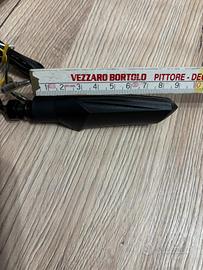 VEZZARO BORTOLO PITTORE - DE
1 2 3 4 5 6 7 8 9